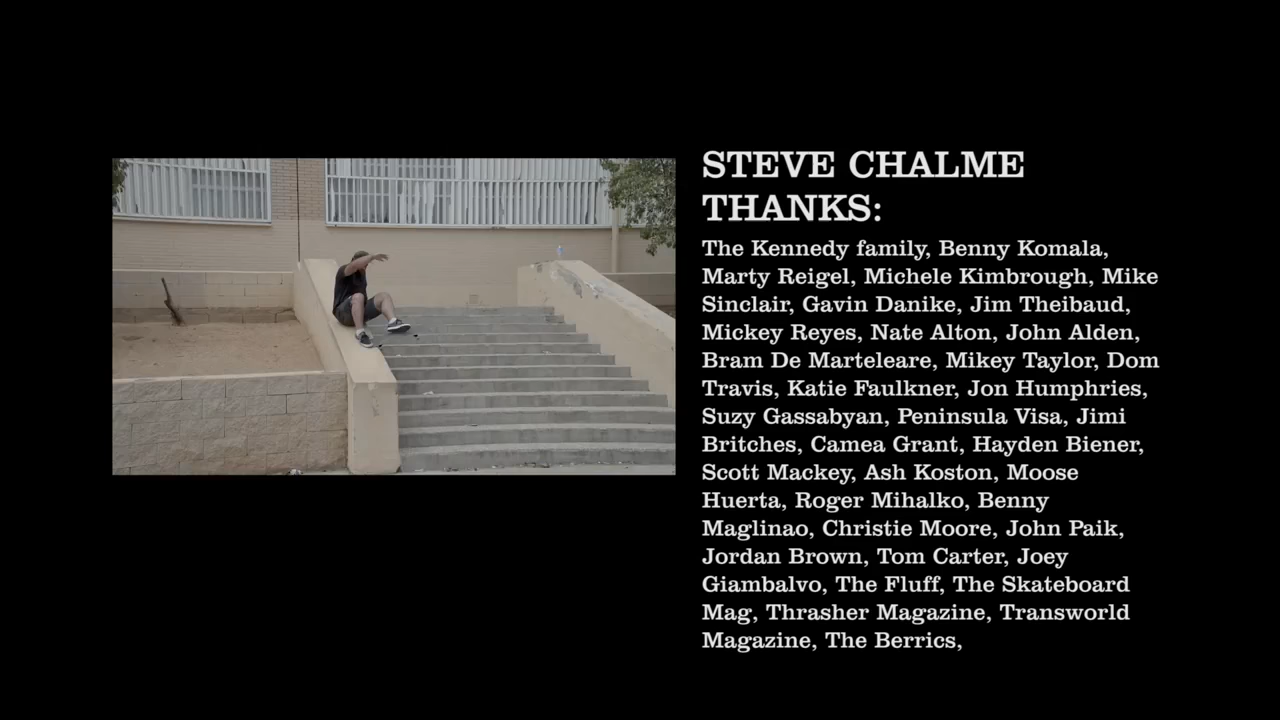 STEVE CHALME
THANKS:
The Kennedy family, Benny Komala,
Marty Reigel, Michele Kimbrough, Mike
Sinclair, Gavin Danike, Jim Theibaud,
Mickey Reyes, Nate Alton, John Alden,
Bram De Marteleare, Mikey Taylor, Dom
Travis, Katie Faulkner, Jon Humphries,
Suzy Gassabyan, Peninsula Visa, Jimi
Britches, Camea Grant, Hayden Biener,
Scott Mackey, Ash Koston, Moose
Huerta, Roger Mihalko, Benny
Maglinao, Christie Moore, John Paik,
Jordan Brown, Tom Carter, Joey
Giambalvo, The Fluff, The Skateboard
Mag, Thrasher Magazine, Transworld
Magazine, The Berrics,